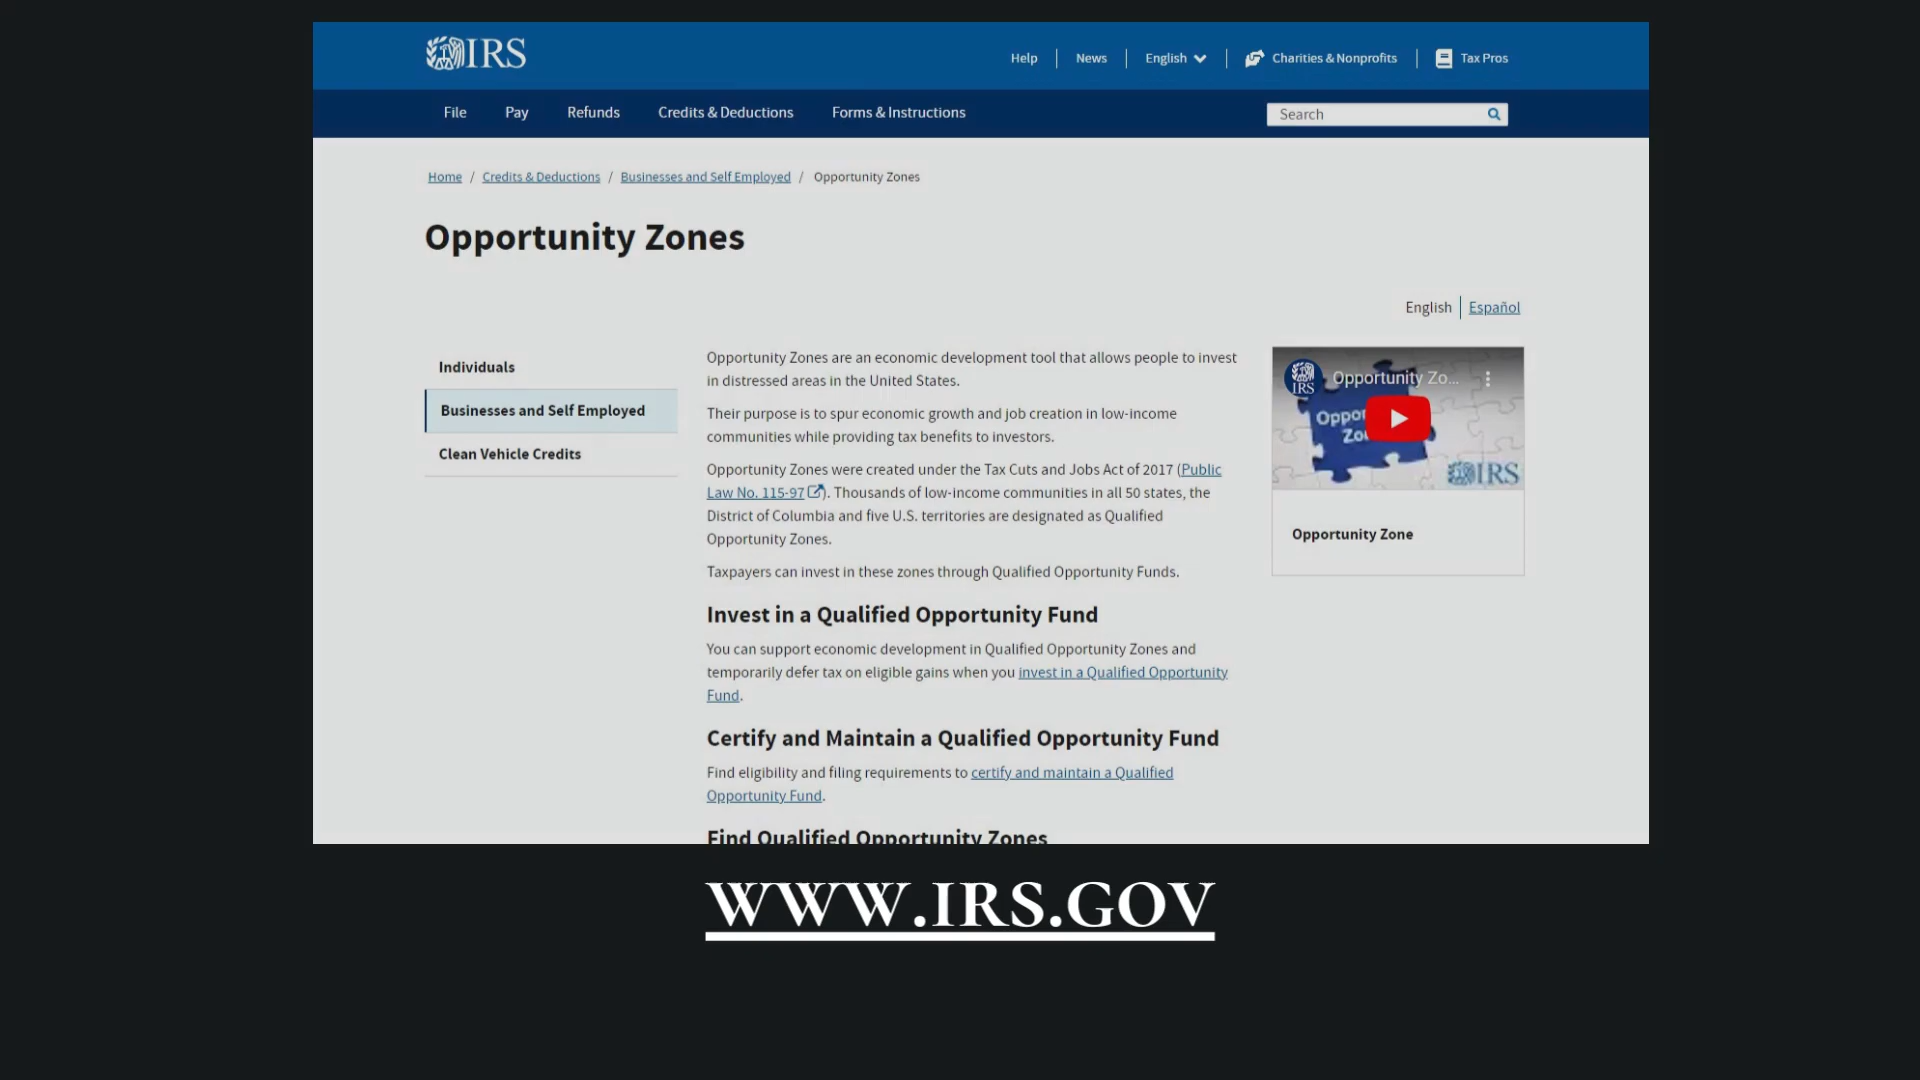 IRS
Help
News
English
Charities & Nonprofits
Tax Pros
File
Pay
Refunds
Credits & Deductions
Forms & Instructions
Search
Home / Credits & Deductions / Businesses and Self Employed / Opportunity Zones
Opportunity Zones
English
Español
Individuals
Businesses and Self Employed
Clean Vehicle Credits
Opportunity Zones are an economic development tool that allows people to invest
in distressed areas in the United States.
Their purpose is to spur economic growth and job creation in low-income
communities while providing tax benefits to investors.
Opportunity Zones were created under the Tax Cuts and Jobs Act of 2017 (Public
Law No. 115-97). Thousands of low-income communities in all 50 states, the
District of Columbia and five U.S. territories are designated as Qualified
Opportunity Zones.
Taxpayers can invest in these zones through Qualified Opportunity Funds.
Invest in a Qualified Opportunity Fund
You can support economic development in Qualified Opportunity Zones and
temporarily defer tax on eligible gains when you invest in a Qualified Opportunity
Fund.
Certify and Maintain a Qualified Opportunity Fund
Find eligibility and filing requirements to certify and maintain a Qualified
Opportunity Fund.
Find Qualified Opportunity Zones
IRS
Opportunity Zo...
Oppor
Zo
IRS
Opportunity Zone
WWW.IRS.GOV